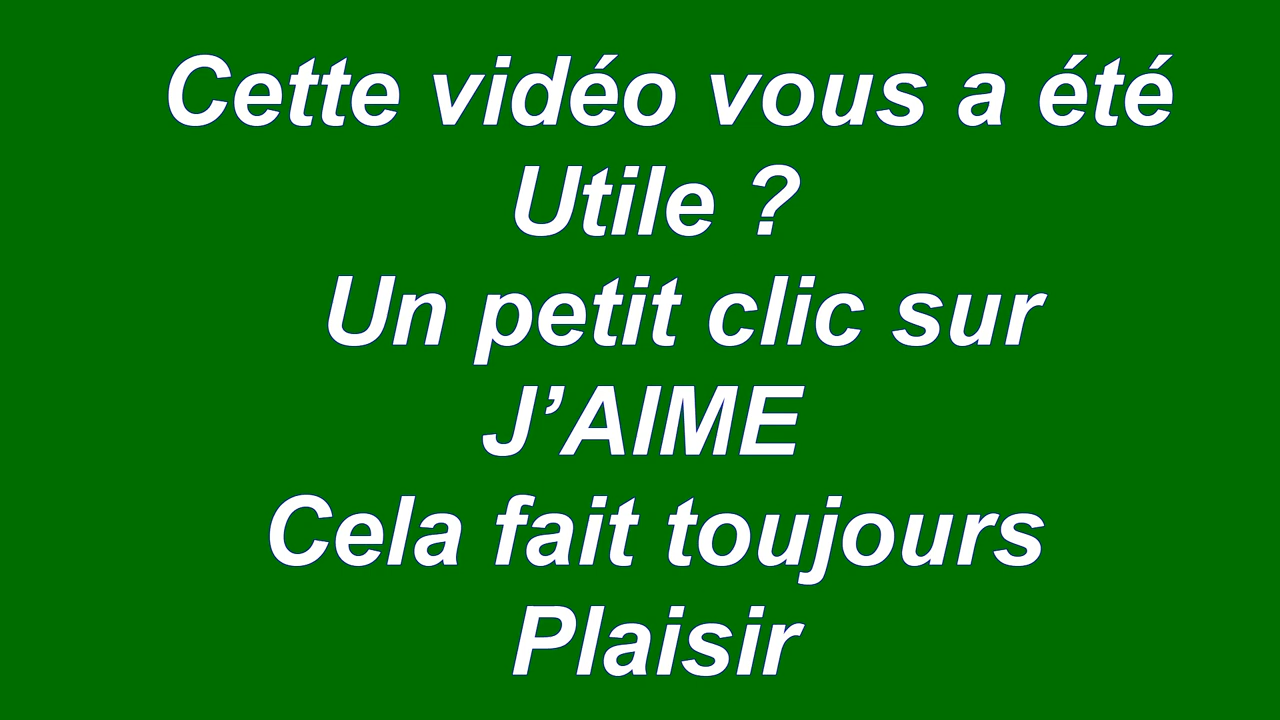 Cette vidéo vous a été
Utile ?
Un petit clic sur
J’AIME
Cela fait toujours
Plaisir